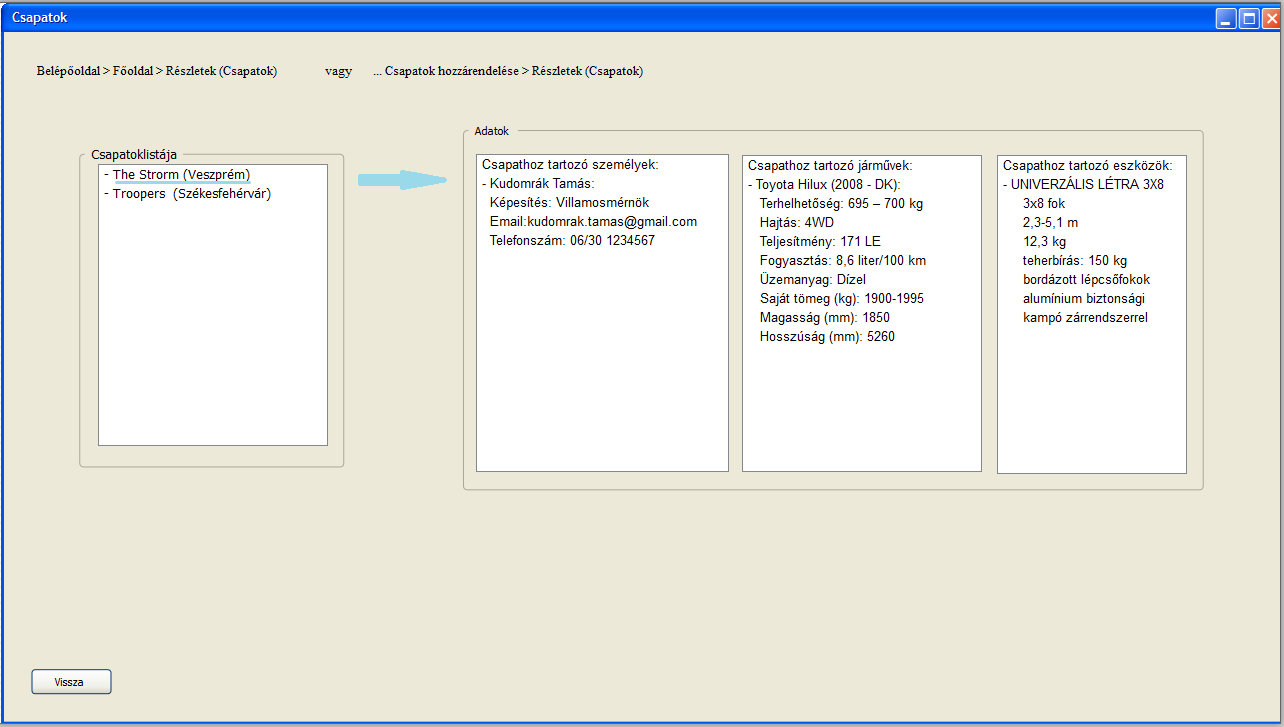 Csapatok
Belépőoldal > Főoldal > Részletek (Csapatok) vagy ... Csapatok hozzárendelése > Részletek (Csapatok)
Csapatoklistája
- The Strorm (Veszprém)
- Troopers (Székesfehérvár)
Adatok
Csapathoz tartozó személyek:
- Kudomrák Tamás:
Képesítés: Villamosmérnök
Email:kudomrak.tamas@gmail.com
Telefonszám: 06/30 1234567
Csapathoz tartozó járművek:
- Toyota Hilux (2008 - DK):
Terhelhetőség: 695 – 700 kg
Hajtás: 4WD
Teljesítmény: 171 LE
Fogyasztás: 8,6 liter/100 km
Üzemanyag: Dízel
Saját tömeg (kg): 1900-1995
Magasság (mm): 1850
Hosszúság (mm): 5260
Csapathoz tartozó eszközök:
- UNIVERZÁLIS LÉTRA 3X8
3x8 fok
2,3-5,1 m
12,3 kg
teherbírás: 150 kg
bordázott lépcsőfokok
alumínium biztonsági
kampó zárrendszerrel
Vissza